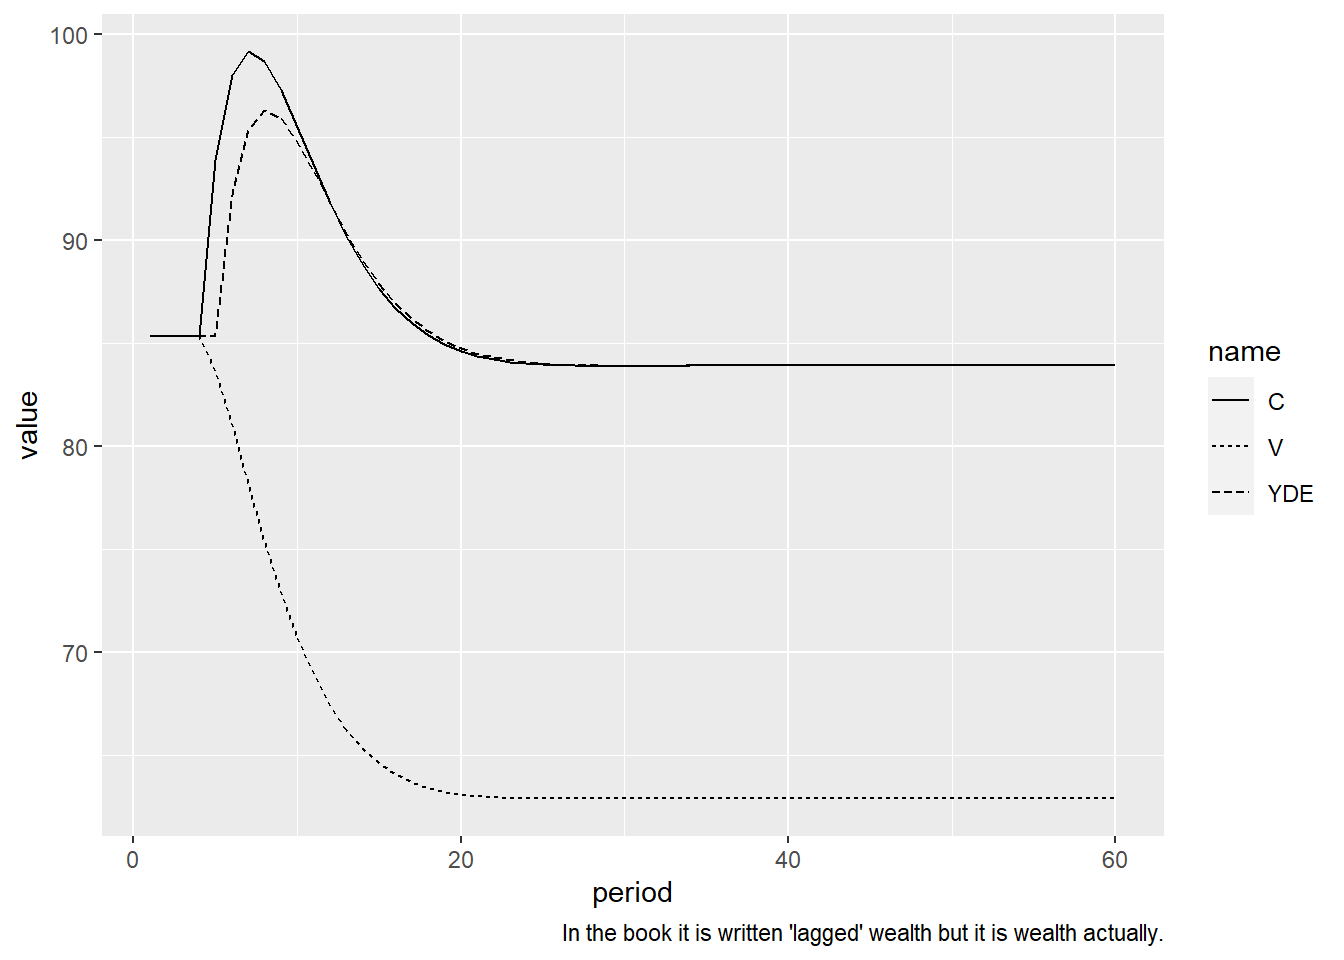 100
90
80
70
value
0
20
40
60
period
name
C
V
YDE
In the book it is written 'lagged' wealth but it is wealth actually.